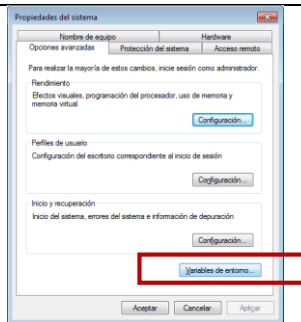 Propiedades del sistema
Nombre de equipo Hardware
Opciones avanzadas Protección del sistema Acceso remoto
Para realizar la mayoría de estos cambios, inicie sesión como administrador.
Rendimiento
Efectos visuales, programación del procesador, uso de memoria y
memoria virtual
Configuración...
Perfiles de usuario
Configuración del escritorio correspondiente al inicio de sesión
Configuración...
Inicio y recuperación
Inicio del sistema, errores del sistema e información de depuración
Configuración...
Variables de entorno...
Aceptar Cancelar Aplicar